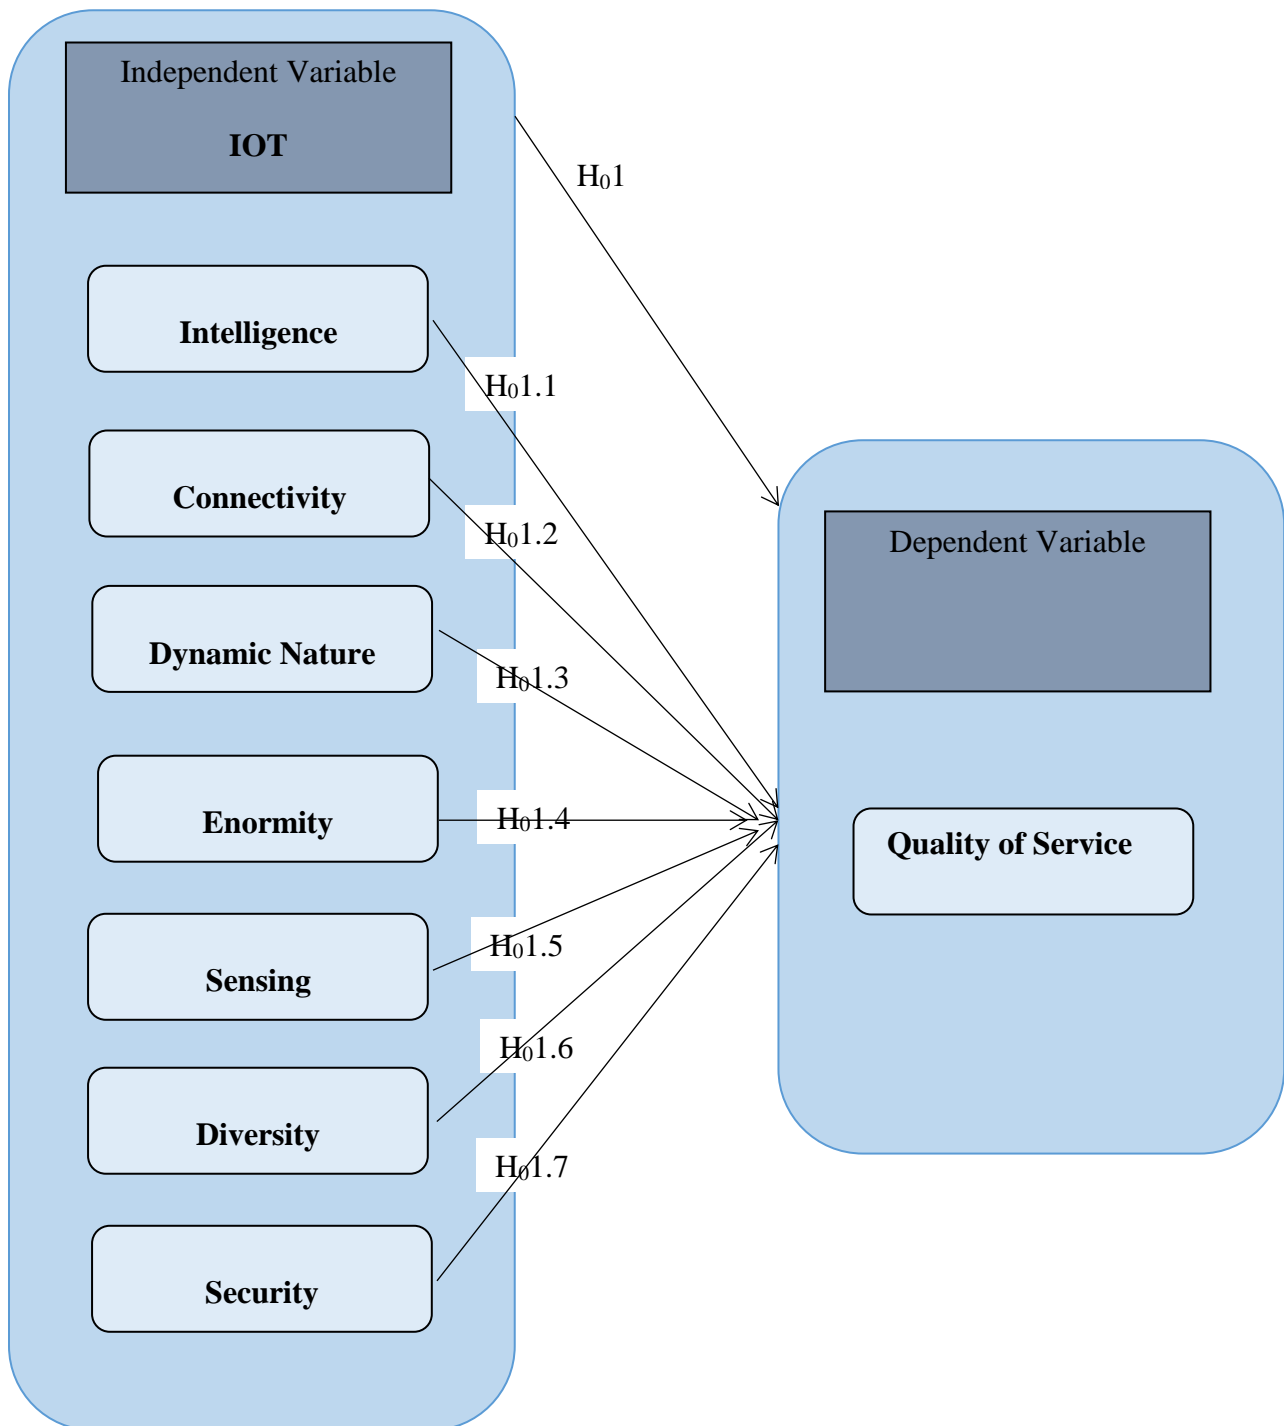 Independent Variable
IOT
H₀1
Intelligence
H₀1.1
Connectivity
H₀1.2
Dynamic Nature
H₀1.3
Enormity
H₀1.4
Sensing
H₀1.5
Diversity
H₀1.6
Security
H₀1.7
Dependent Variable
Quality of Service